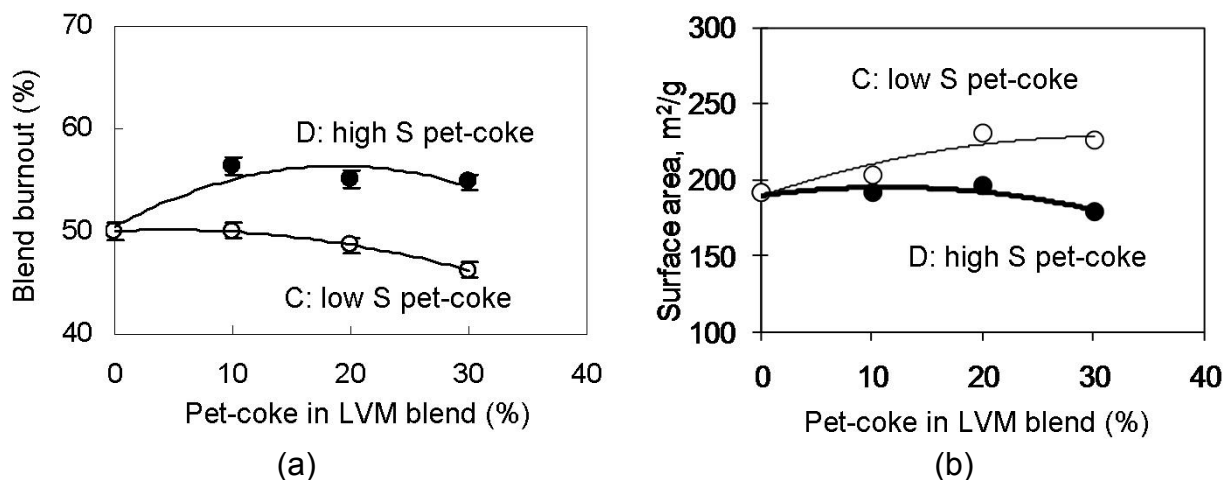 70
60
50
40
Blend burnout (%)
D: high S pet-coke
C: low S pet-coke
0 10 20 30 40
Pet-coke in LVM blend (%)
(a)
300
250
200
150
100
Surface area, m²/g
C: low S pet-coke
D: high S pet-coke
0 10 20 30 40
Pet-coke in LVM blend (%)
(b)